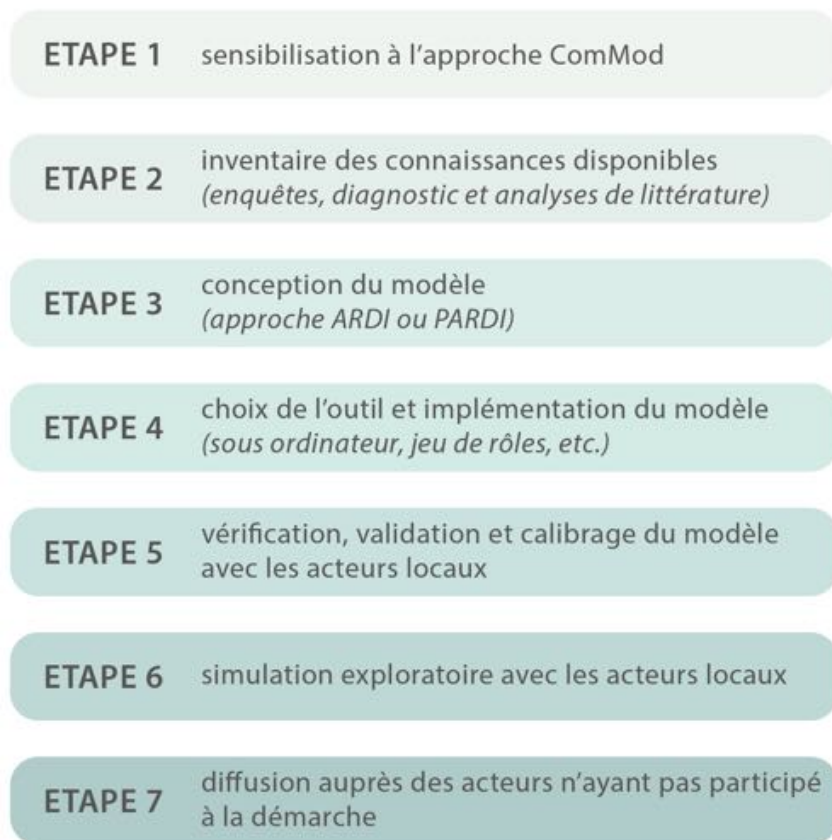 ETAPE 1 sensibilisation à l’approche ComMod
ETAPE 2 inventaire des connaissances disponibles
(enquêtes, diagnostic et analyses de littérature)
ETAPE 3 conception du modèle
(approche ARDI ou PARDI)
ETAPE 4 choix de l’outil et implémentation du modèle
(sous ordinateur, jeu de rôles, etc.)
ETAPE 5 vérification, validation et calibrage du modèle
avec les acteurs locaux
ETAPE 6 simulation exploratoire avec les acteurs locaux
ETAPE 7 diffusion auprès des acteurs n’ayant pas participé
à la démarche